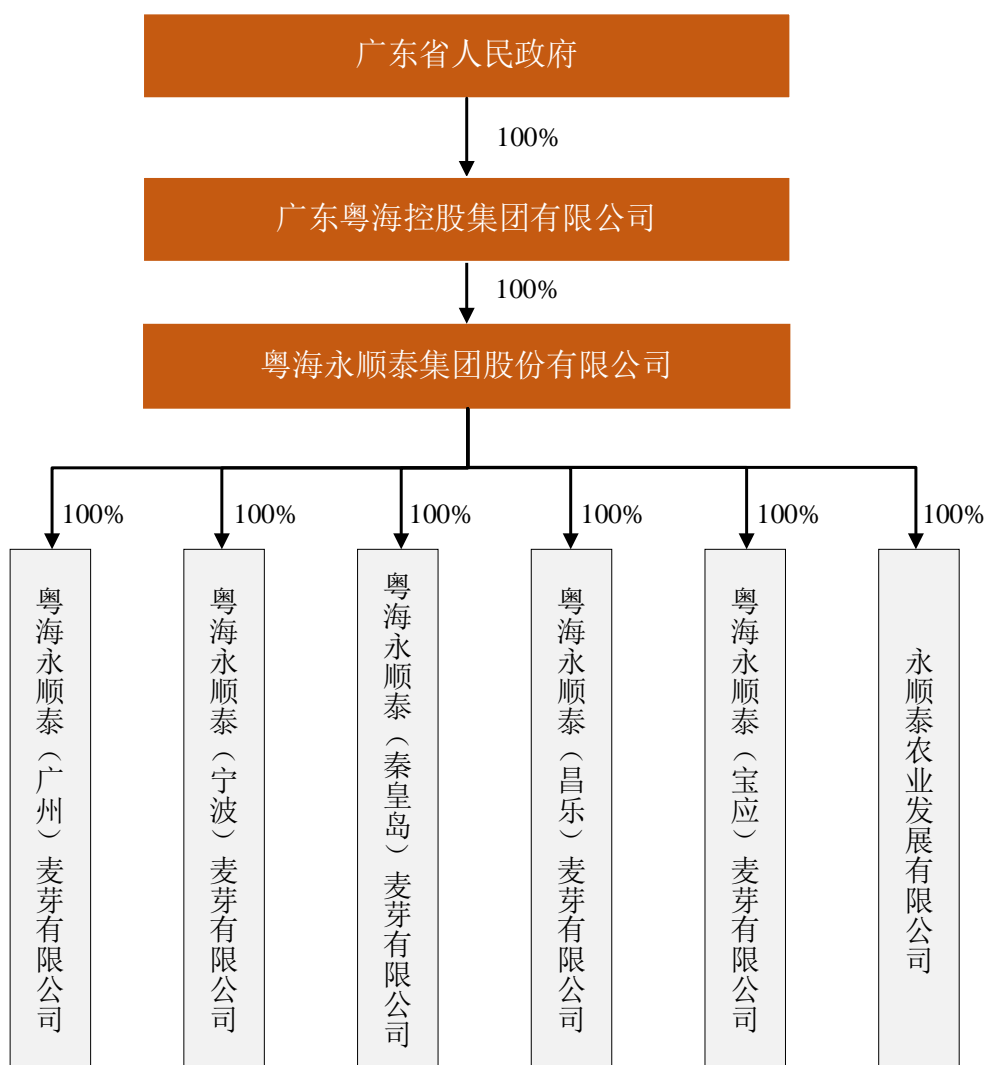 广东省人民政府
100%
广东粤海控股集团有限公司
100%
粤海永顺泰集团股份有限公司
100%
100%
100%
100%
100%
100%
粤海永顺泰（广州）麦芽有限公司
粤海永顺泰（宁波）麦芽有限公司
粤海永顺泰（秦皇岛）麦芽有限公司
粤海永顺泰（昌乐）麦芽有限公司
粤海永顺泰（宝应）麦芽有限公司
永顺泰农业发展有限公司